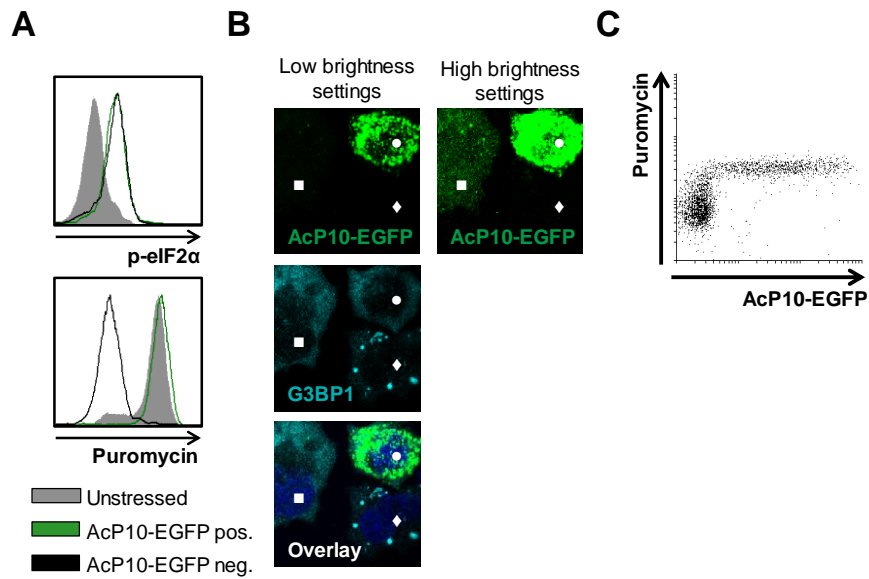 A
B
C
p-eIF2α
Puromycin
Unstressed
AcP10-EGFP pos.
AcP10-EGFP neg.
Low brightness
settings
High brightness
settings
AcP10-EGFP
AcP10-EGFP
G3BP1
Overlay
Puromycin
AcP10-EGFP